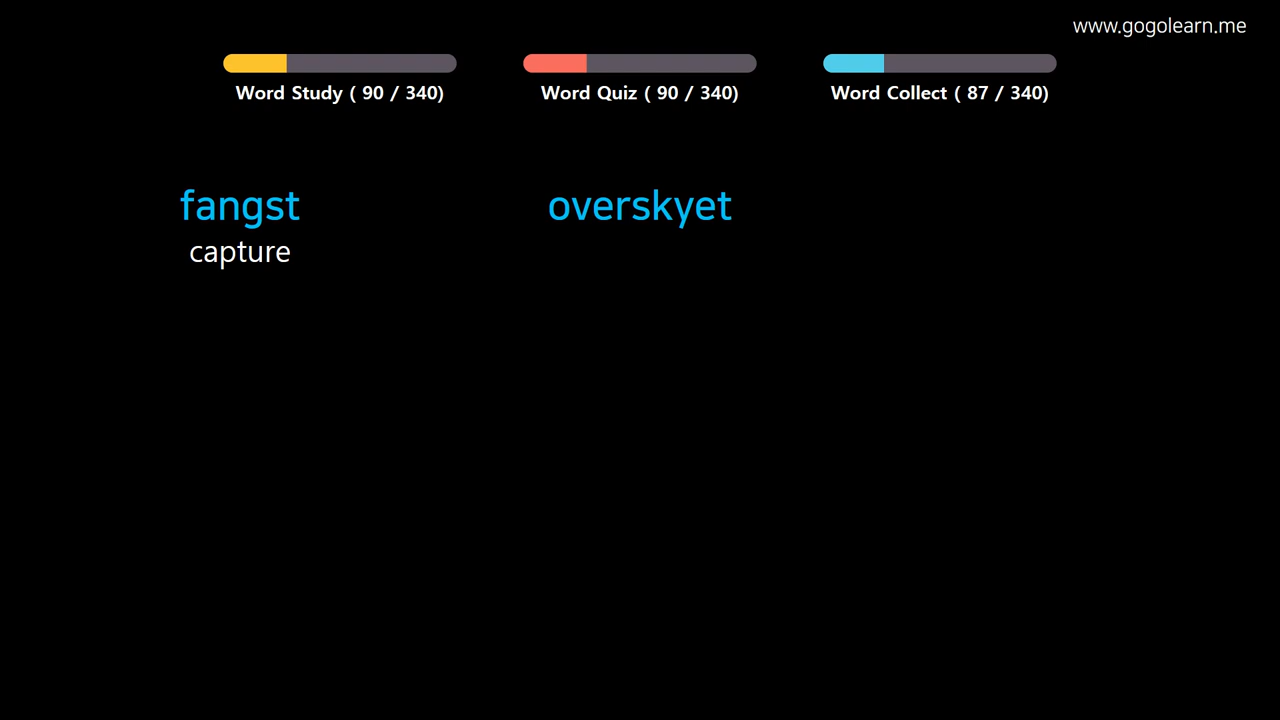 www.gogolearn.me
Word Study ( 90 / 340)
Word Quiz ( 90 / 340)
Word Collect ( 87 / 340)
fangst
capture
overskyet